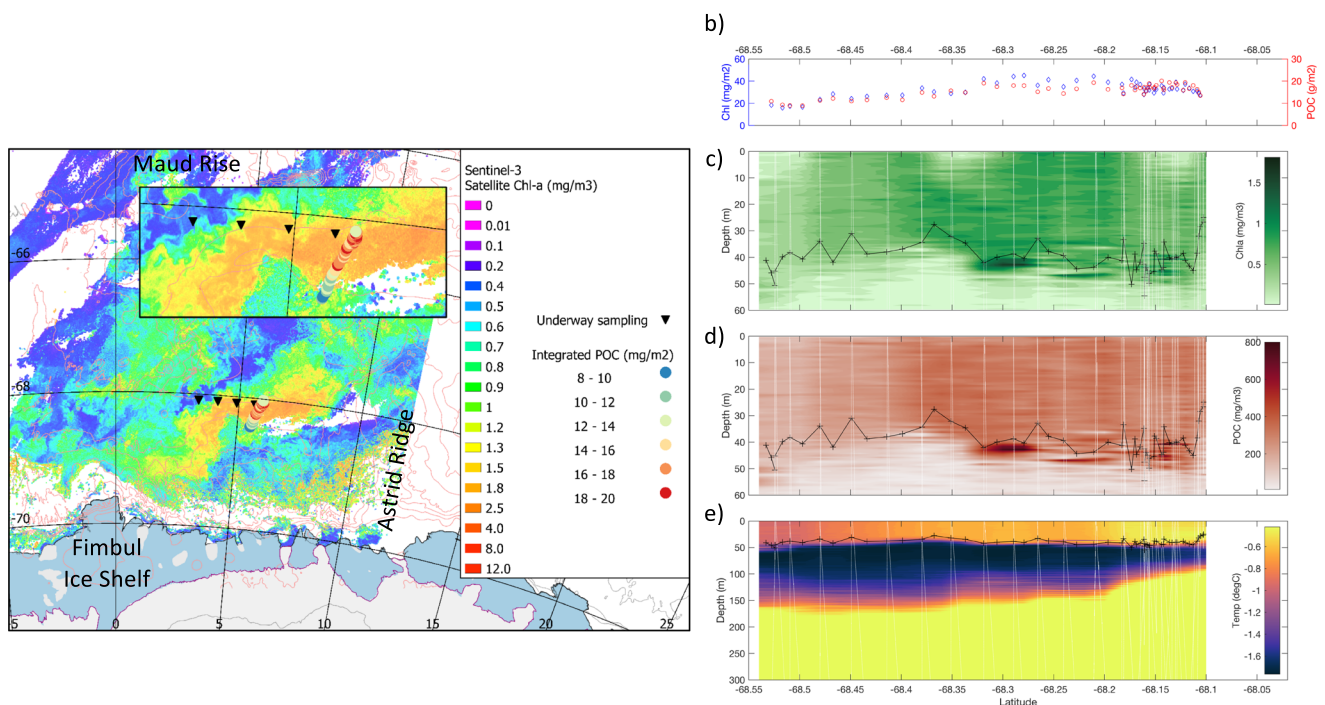 Maud Rise
-66
-68
-70
Astrid Ridge
Fimbul
Ice Shelf
5
0
5
10
15
20
25
Sentinel-3
Satellite Chl-a (mg/m3)
0
0.01
0.1
0.2
0.4
0.5
0.6
0.7
0.8
0.9
1
1.2
1.3
1.5
1.8
2.5
4.0
8.0
12.0
Underway sampling
Integrated POC (mg/m2)
8 - 10
10 - 12
12 - 14
14 - 16
16 - 18
18 - 20
b)
-68.55 -68.5 -68.45 -68.4 -68.35 -68.3 -68.25 -68.2 -68.15 -68.1 -68.05
Chl (mg/m2)
60
40
20
0
30
20
10
0
POC (g/m2)
c)
Depth (m)
0
10
20
30
40
50
60
1.5
1
0.5
Chla (mg/m3)
d)
Depth (m)
0
10
20
30
40
50
60
800
600
400
200
POC (mg/m3)
e)
Depth (m)
0
50
100
150
200
250
300
-0.6
-0.8
-1
-1.2
-1.4
-1.6
Temp (degC)
-68.55 -68.5 -68.45 -68.4 -68.35 -68.3 -68.25 -68.2 -68.15 -68.1 -68.05
Latitude